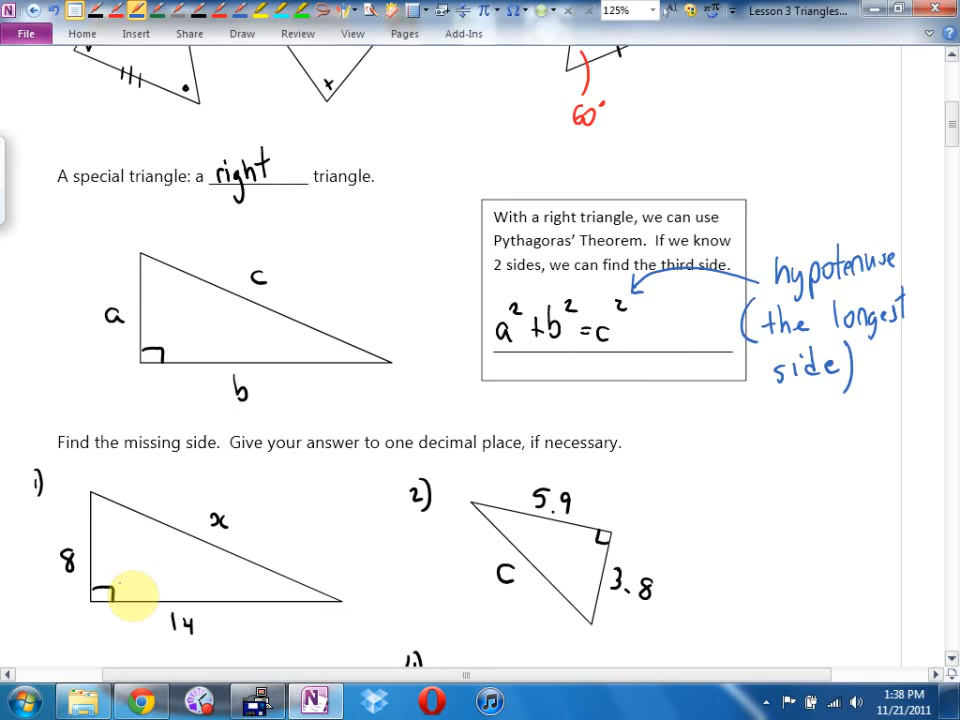 125%
Lesson 3 Triangles...
File Home Insert Share Draw Review View Pages Add-Ins
60°
A special triangle: a right triangle.
With a right triangle, we can use
Pythagoras' Theorem. If we know
2 sides, we can find the third side.
a² + b² = c²
hypotenuse
(the longest
side)
a
c
b
Find the missing side. Give your answer to one decimal place, if necessary.
1)
8
x
14
2)
5.9
c
3.8
4)
1:38 PM
11/21/2011